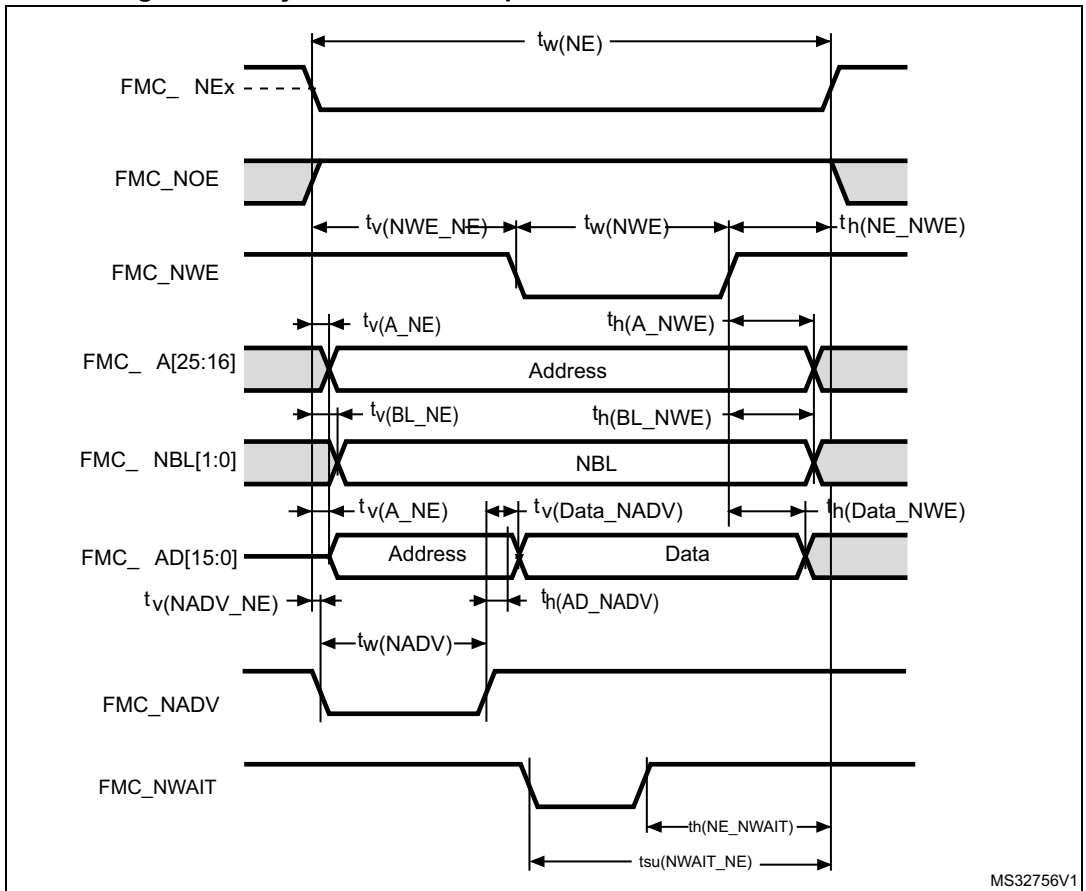 tw(NE)
FMC_ NEx
FMC_NOE
tv(NWE_NE)
tw(NWE)
th(NE_NWE)
FMC_NWE
tv(A_NE)
th(A_NWE)
FMC_ A[25:16]
Address
tv(BL_NE)
th(BL_NWE)
FMC_ NBL[1:0]
NBL
tv(A_NE)
tv(Data_NADV)
th(Data_NWE)
FMC_ AD[15:0]
Address
Data
tv(NADV_NE)
th(AD_NADV)
tw(NADV)
FMC_NADV
FMC_NWAIT
th(NE_NWAIT)
tsu(NWAIT_NE)
MS32756V1